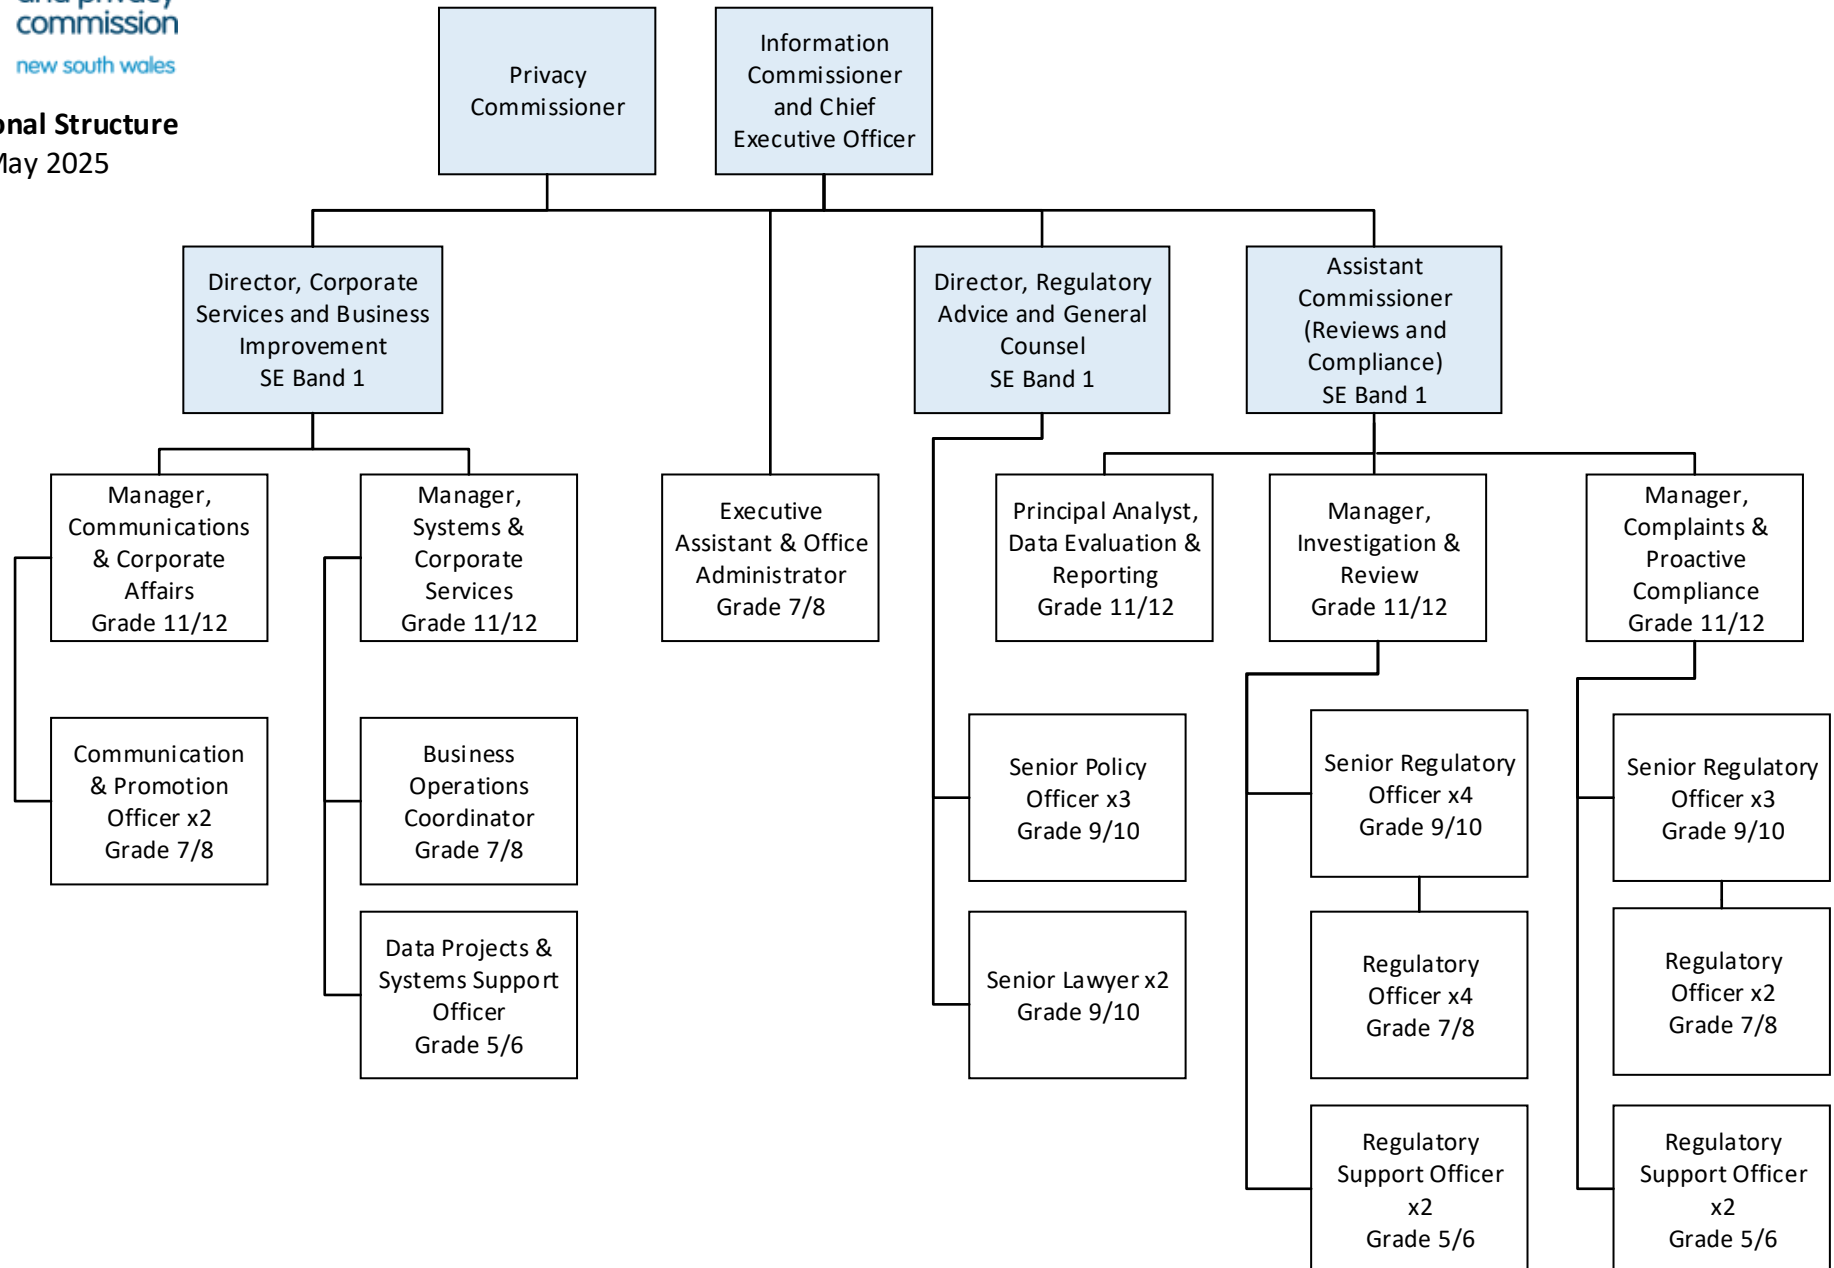 commission
new south wales
Structure
May 2025
Privacy
Commissioner
Information
Commissioner
and Chief
Executive Officer
Director, Corporate
Services and Business
Improvement
SE Band 1
Director, Regulatory
Advice and General
Counsel
SE Band 1
Assistant
Commissioner
(Reviews and
Compliance)
SE Band 1
Manager,
Communications
& Corporate
Affairs
Grade 11/12
Manager,
Systems &
Corporate
Services
Grade 11/12
Executive
Assistant & Office
Administrator
Grade 7/8
Principal Analyst,
Data Evaluation &
Reporting
Grade 11/12
Manager,
Investigation &
Review
Grade 11/12
Manager,
Complaints &
Proactive
Compliance
Grade 11/12
Communication
& Promotion
Officer x2
Grade 7/8
Business
Operations
Coordinator
Grade 7/8
Senior Policy
Officer x3
Grade 9/10
Senior Regulatory
Officer x4
Grade 9/10
Senior Regulatory
Officer x3
Grade 9/10
Data Projects &
Systems Support
Officer
Grade 5/6
Senior Lawyer x2
Grade 9/10
Regulatory
Officer x4
Grade 7/8
Regulatory
Officer x2
Grade 7/8
Regulatory
Support Officer
x2
Grade 5/6
Regulatory
Support Officer
x2
Grade 5/6